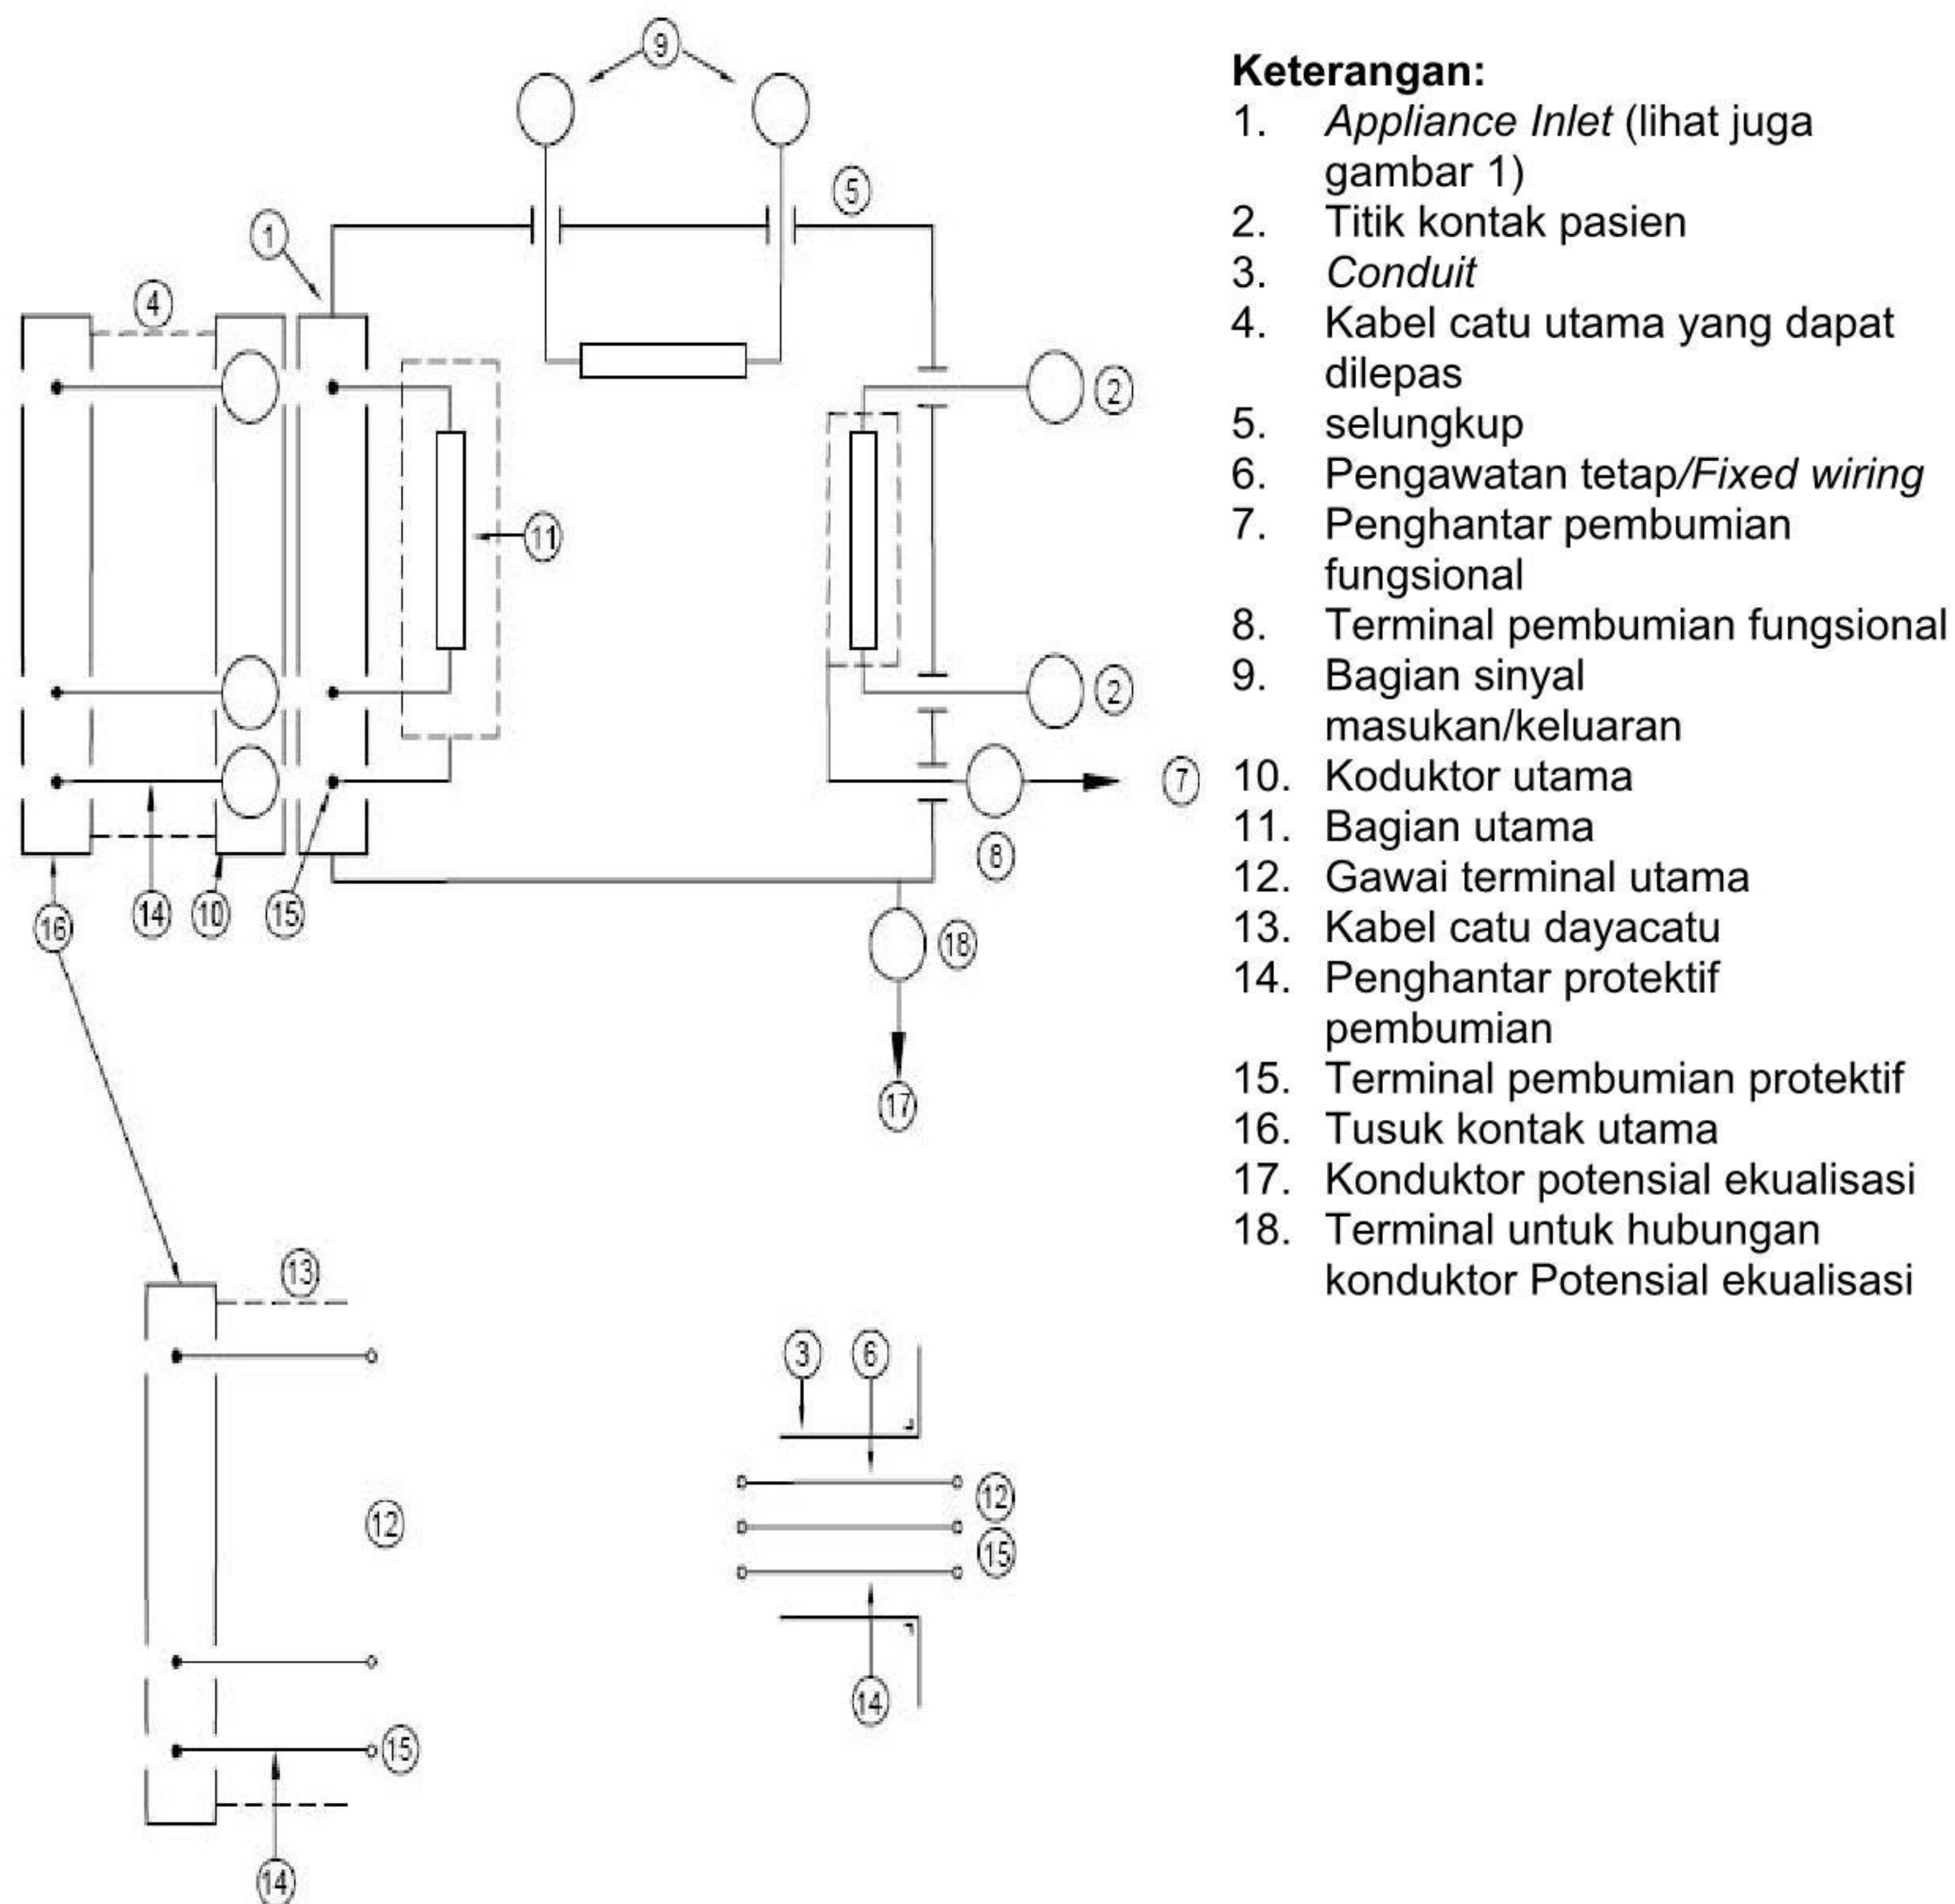 9
5
1
4
2
11
2
7
8
16
14
10
15
18
17
13
3
6
12
12
15
14
15
14
Keterangan:
1. Appliance Inlet (lihat juga
gambar 1)
2. Titik kontak pasien
3. Conduit
4. Kabel catu utama yang dapat
dilepas
5. selungkup
6. Pengawatan tetap/Fixed wiring
7. Penghantar pembumian
fungsional
8. Terminal pembumian fungsional
9. Bagian sinyal
masukan/keluaran
10. Koduktor utama
11. Bagian utama
12. Gawai terminal utama
13. Kabel catu dayacatu
14. Penghantar protektif
pembumian
15. Terminal pembumian protektif
16. Tusuk kontak utama
17. Konduktor potensial ekualisasi
18. Terminal untuk hubungan
konduktor Potensial ekualisasi